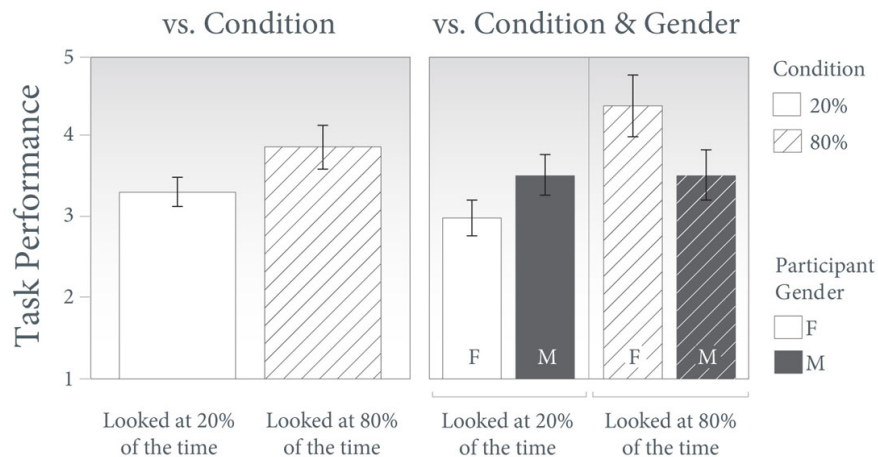 vs. Condition
vs. Condition & Gender
Task Performance
5
4
3
2
1
F
M
F
M
Looked at 20%
of the time
Looked at 80%
of the time
Looked at 20%
of the time
Looked at 80%
of the time
Condition
20%
80%
Participant
Gender
F
M